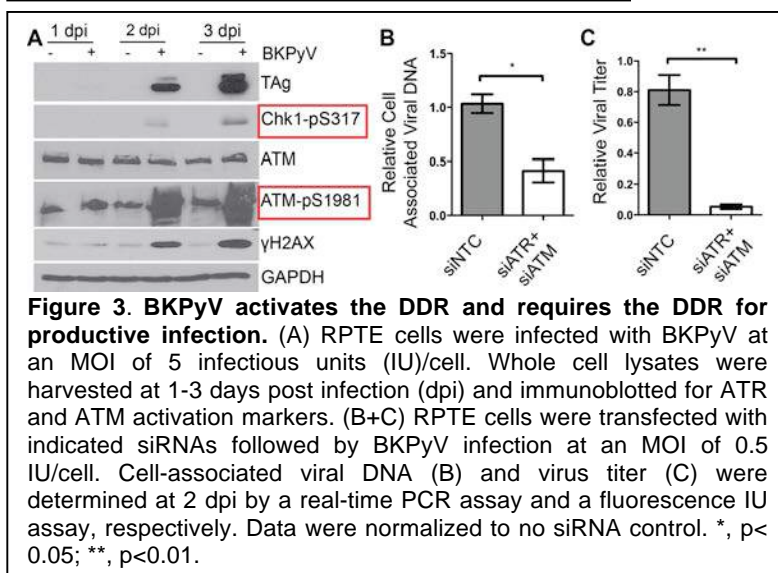 A 1 dpi 2 dpi 3 dpi
- + - + - + BKPyV
TAg
Chk1-pS317
ATM
ATM-pS1981
γH2AX
GAPDH
B
*
Relative Cell
Associated Viral DNA
1.5
1.0
0.5
0.0
siNTC
siATR+
siATM
C
**
Relative Viral Titer
1.0
0.8
0.6
0.4
0.2
0.0
siNTC
siATR+
siATM
Figure 3. BKPyV activates the DDR and requires the DDR for
productive infection. (A) RPTE cells were infected with BKPyV at
an MOI of 5 infectious units (IU)/cell. Whole cell lysates were
harvested at 1-3 days post infection (dpi) and immunoblotted for ATR
and ATM activation markers. (B+C) RPTE cells were transfected with
indicated siRNAs followed by BKPyV infection at an MOI of 0.5
IU/cell. Cell-associated viral DNA (B) and virus titer (C) were
determined at 2 dpi by a real-time PCR assay and a fluorescence IU
assay, respectively. Data were normalized to no siRNA control. *, p<
0.05; **, p<0.01.